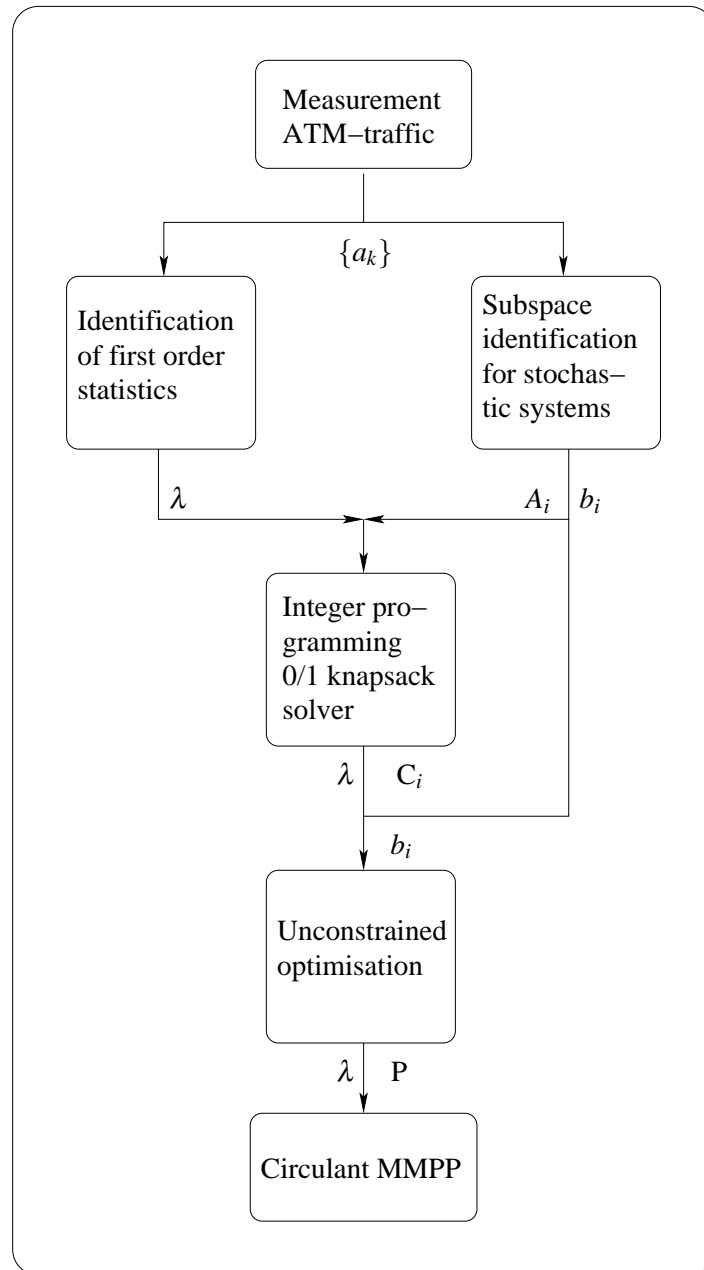 Measurement
ATM−traffic
{a_k}
Identification
of first order
statistics
Subspace
identification
for stochas−
tic systems
λ
A_i b_i
Integer pro−
gramming
0/1 knapsack
solver
λ C_i
b_i
Unconstrained
optimisation
λ P
Circulant MMPP